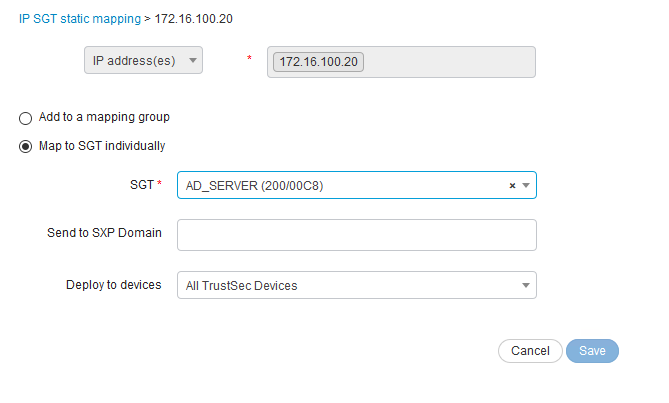 IP SGT static mapping > 172.16.100.20
IP address(es) * 172.16.100.20
Add to a mapping group
Map to SGT individually
SGT * AD_SERVER (200/00C8) ×
Send to SXP Domain
Deploy to devices All TrustSec Devices
Cancel Save